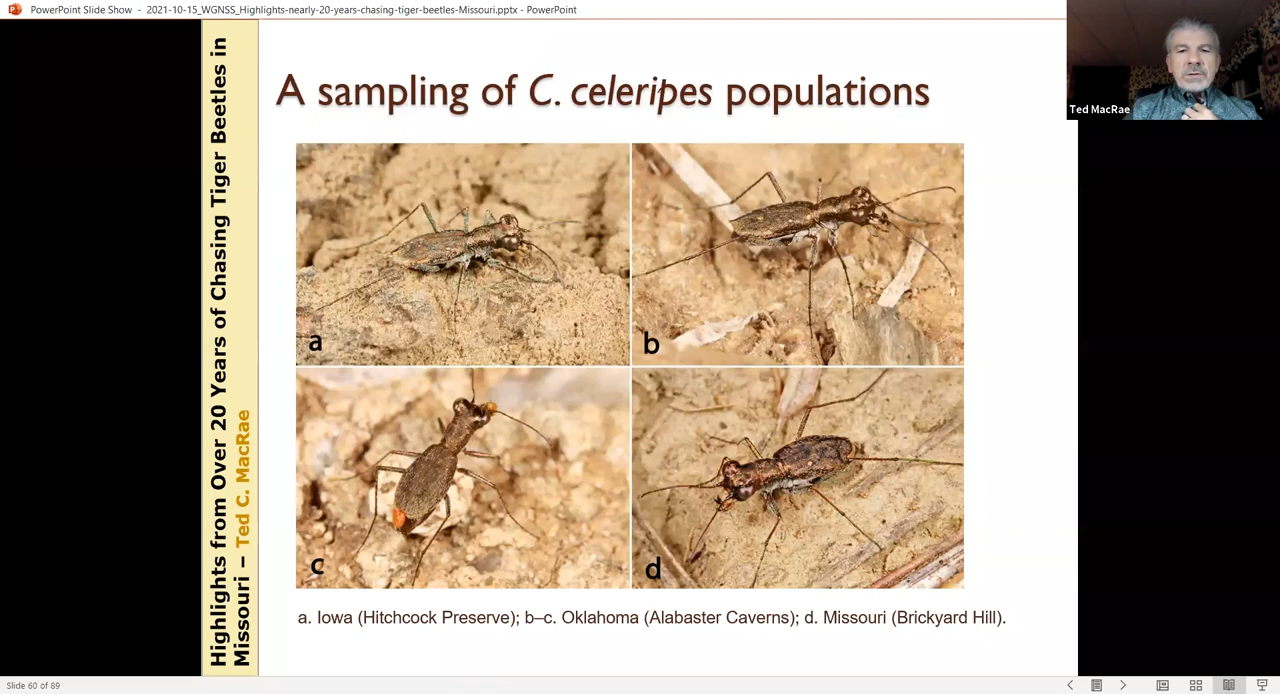 PowerPoint Slide Show - 2021-10-15_WGNSS_Highlights-nearly-20-years-chasing-tiger-beetles-Missouri.pptx - PowerPoint
Ted MacRae
Highlights from Over 20 Years of Chasing Tiger Beetles in
Missouri – Ted C. MacRae
A sampling of C. celeripes populations
a
b
c
d
a. Iowa (Hitchcock Preserve); b–c. Oklahoma (Alabaster Caverns); d. Missouri (Brickyard Hill).
Slide 60 of 89